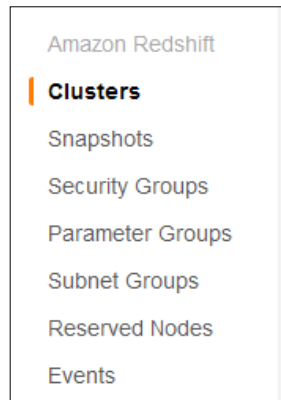 Amazon Redshift
Clusters
Snapshots
Security Groups
Parameter Groups
Subnet Groups
Reserved Nodes
Events